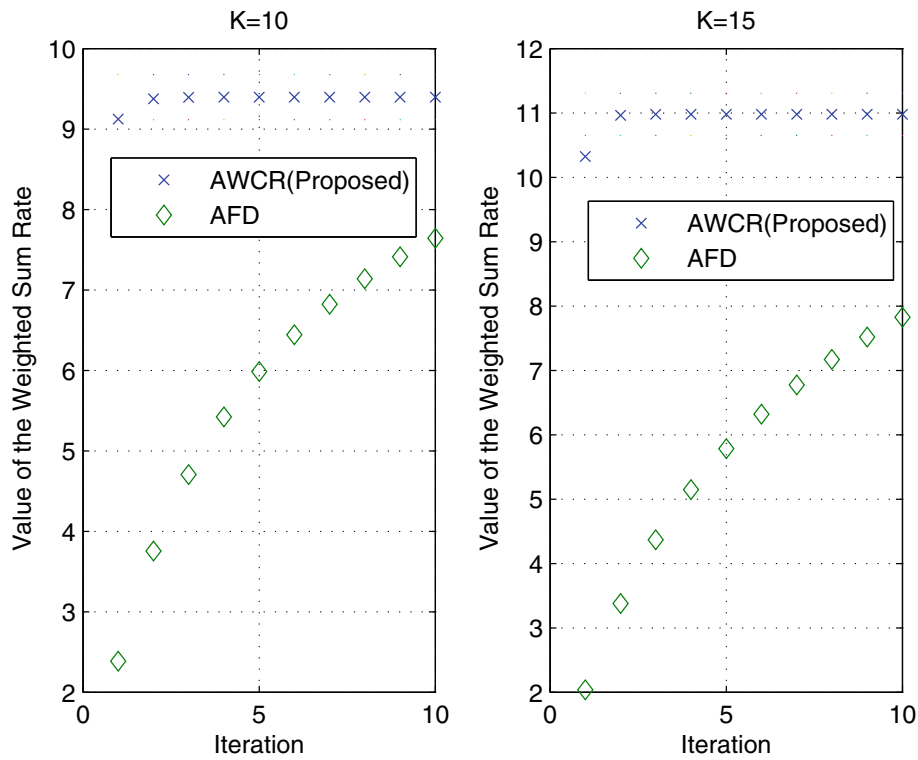 K=10
10
9
8
7
6
5
4
3
2
0
5
10
Iteration
Value of the Weighted Sum Rate
AWCR(Proposed)
AFD
K=15
12
11
10
9
8
7
6
5
4
3
2
0
5
10
Iteration
Value of the Weighted Sum Rate
AWCR(Proposed)
AFD